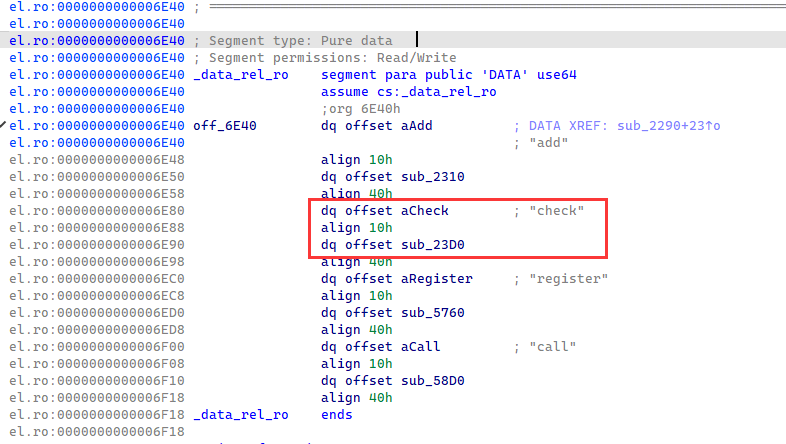 el.ro:0000000000006E40 ; ===========================================================================
el.ro:0000000000006E40
el.ro:0000000000006E40 ; Segment type: Pure data
el.ro:0000000000006E40 ; Segment permissions: Read/Write
el.ro:0000000000006E40 _data_rel_ro    segment para public 'DATA' use64
el.ro:0000000000006E40                 assume cs:_data_rel_ro
el.ro:0000000000006E40                 ;org 6E40h
el.ro:0000000000006E40 off_6E40        dq offset aAdd          ; DATA XREF: sub_2290+23↑o
el.ro:0000000000006E40                                         ; "add"
el.ro:0000000000006E48                 align 10h
el.ro:0000000000006E50                 dq offset sub_2310
el.ro:0000000000006E58                 align 40h
el.ro:0000000000006E80                 dq offset aCheck        ; "check"
el.ro:0000000000006E88                 align 10h
el.ro:0000000000006E90                 dq offset sub_23D0
el.ro:0000000000006E98                 align 40h
el.ro:0000000000006EC0                 dq offset aRegister     ; "register"
el.ro:0000000000006EC8                 align 10h
el.ro:0000000000006ED0                 dq offset sub_5760
el.ro:0000000000006ED8                 align 40h
el.ro:0000000000006F00                 dq offset aCall         ; "call"
el.ro:0000000000006F08                 align 10h
el.ro:0000000000006F10                 dq offset sub_58D0
el.ro:0000000000006F18                 align 40h
el.ro:0000000000006F18 _data_rel_ro    ends
el.ro:0000000000006F18